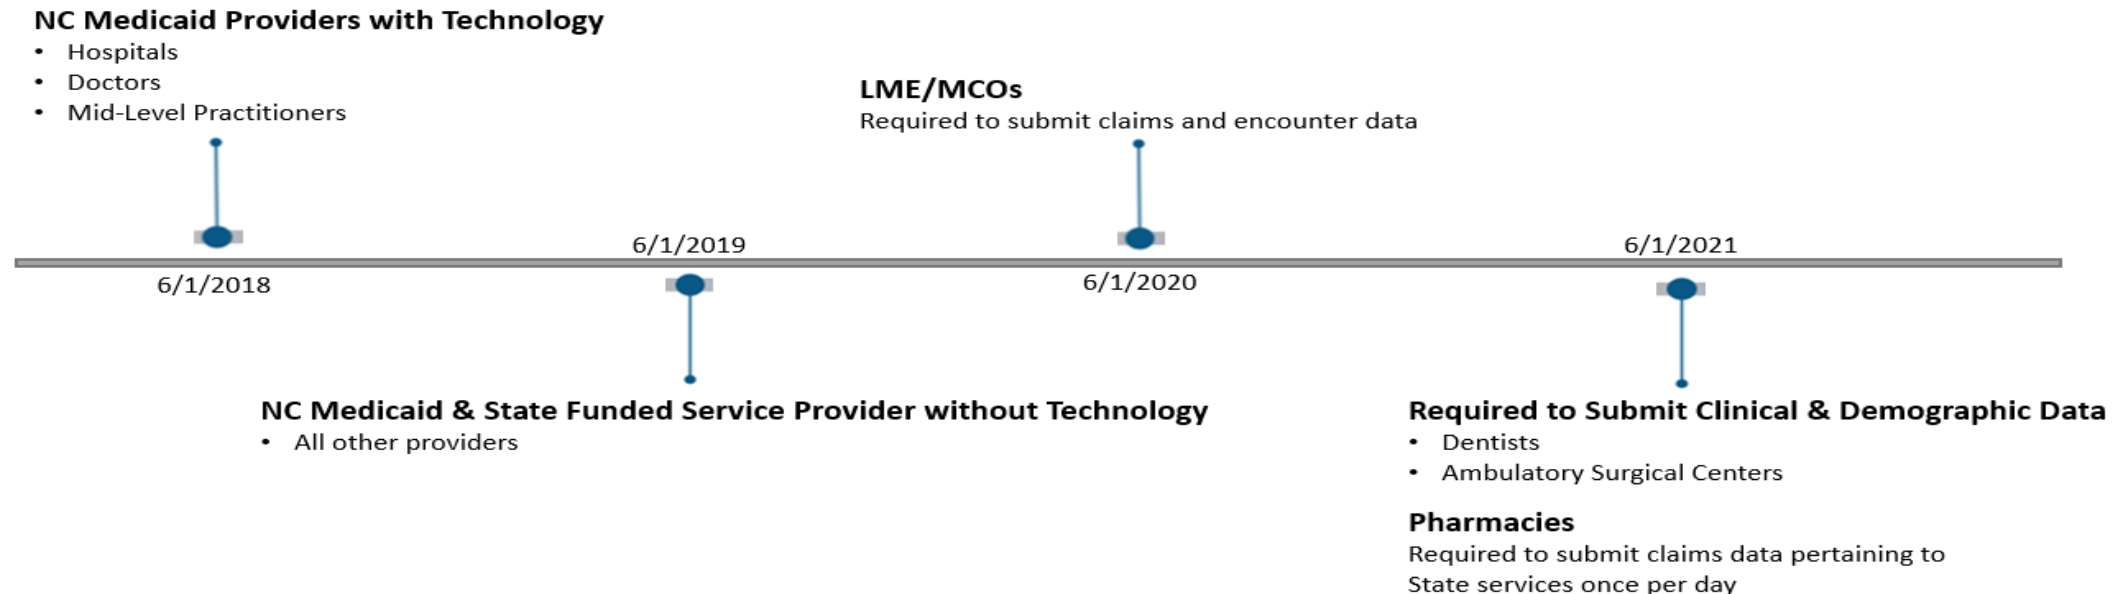 NC Medicaid Providers with Technology
• Hospitals
• Doctors
• Mid-Level Practitioners
LME/MCOs
Required to submit claims and encounter data
6/1/2018
6/1/2019
6/1/2020
6/1/2021
NC Medicaid & State Funded Service Provider without Technology
• All other providers
Required to Submit Clinical & Demographic Data
• Dentists
• Ambulatory Surgical Centers
Pharmacies
Required to submit claims data pertaining to
State services once per day